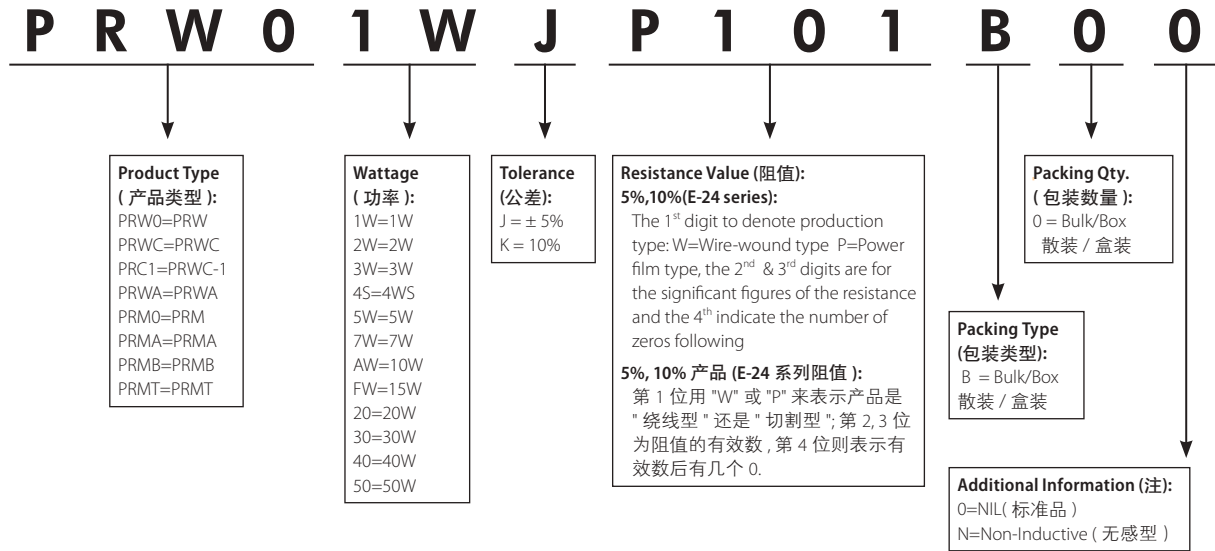 P R W 0 1 W J P 1 0 1 B 0 0
Product Type
( 产品类型 ):
PRW0=PRW
PRWC=PRWC
PRC1=PRWC-1
PRWA=PRWA
PRM0=PRM
PRMA=PRMA
PRMB=PRMB
PRMT=PRMT
Wattage
( 功率 ):
1W=1W
2W=2W
3W=3W
4S=4WS
5W=5W
7W=7W
AW=10W
FW=15W
20=20W
30=30W
40=40W
50=50W
Tolerance
(公差):
J = ± 5%
K = 10%
Resistance Value (阻值):
5%,10%(E-24 series):
The 1st digit to denote production
type: W=Wire-wound type P=Power
film type, the 2nd & 3rd digits are for
the significant figures of the resistance
and the 4th indicate the number of
zeros following
5%, 10% 产品 (E-24 系列阻值 ):
第 1 位用 "W" 或 "P" 来表示产品是
" 绕线型 " 还是 " 切割型 "; 第 2, 3 位
为阻值的有效数 , 第 4 位则表示有
效数后有几个 0.
Packing Type
(包装类型):
B = Bulk/Box
散装 / 盒装
Packing Qty.
( 包装数量 ):
0 = Bulk/Box
散装 / 盒装
Additional Information (注):
0=NIL( 标准品 )
N=Non-Inductive ( 无感型 )